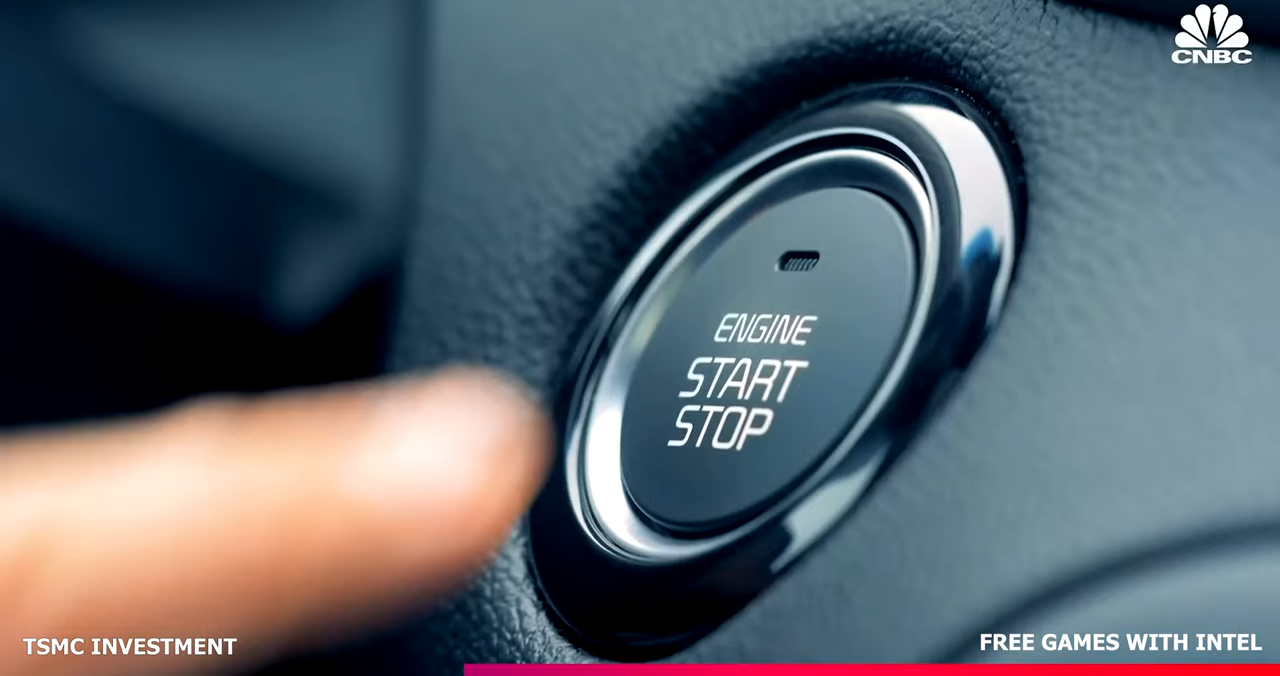 CNBC
ENGINE
START
STOP
TSMC INVESTMENT
FREE GAMES WITH INTEL